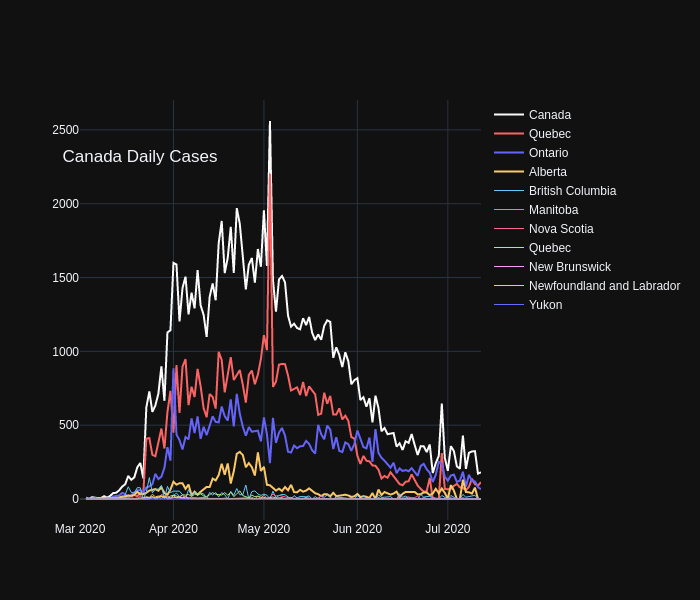 Canada Daily Cases
2500
2000
1500
1000
500
0
Mar 2020 Apr 2020 May 2020 Jun 2020 Jul 2020
Canada
Quebec
Ontario
Alberta
British Columbia
Manitoba
Nova Scotia
Quebec
New Brunswick
Newfoundland and Labrador
Yukon